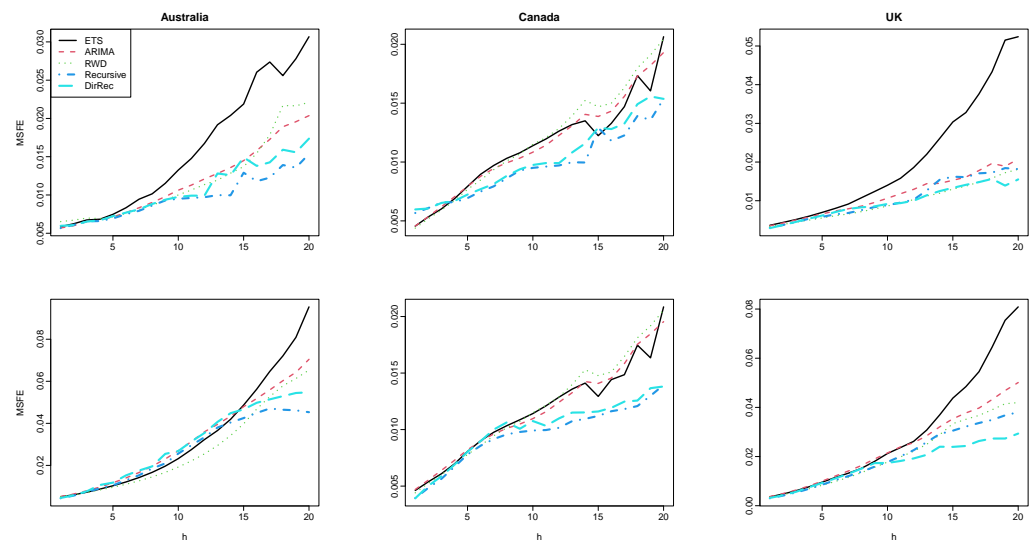 Australia
Canada
UK
MSFE
0.005 0.010 0.015 0.020 0.025 0.030
ETS
ARIMA
RWD
Recursive
DirRec
5 10 15 20
0.005 0.010 0.015 0.020
5 10 15 20
0.01 0.02 0.03 0.04 0.05
5 10 15 20
MSFE
0.02 0.04 0.06 0.08
5 10 15 20
h
0.005 0.010 0.015 0.020
5 10 15 20
h
0.00 0.02 0.04 0.06 0.08
5 10 15 20
h